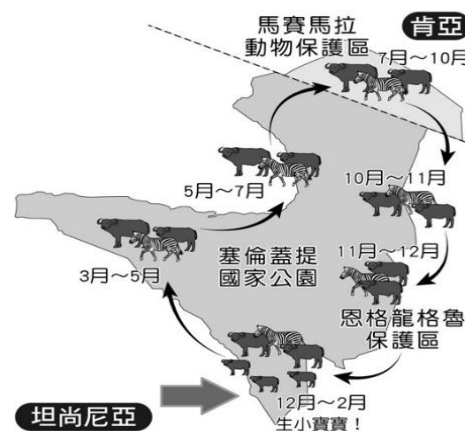 馬賽馬拉
動物保護區
肯亞
7月～10月
5月～7月
10月～11月
3月～5月
塞倫蓋提
國家公園
11月～12月
恩格龍格魯
保護區
坦尚尼亞
12月～2月
生小寶寶！